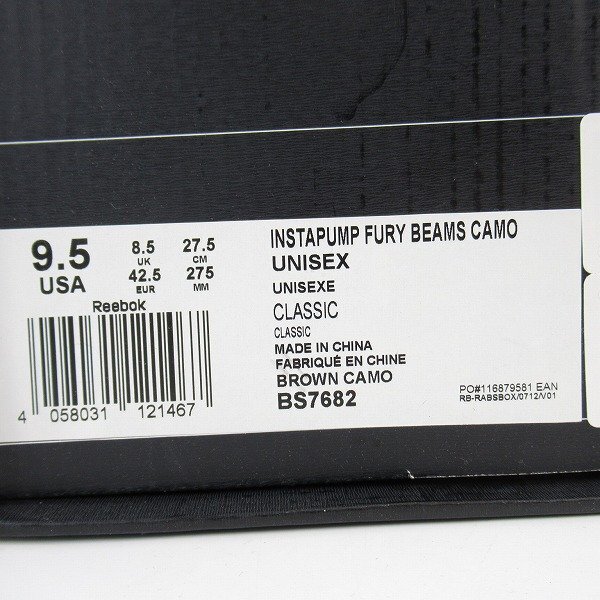 9.5 8.5 27.5
USA UK CM
42.5 275
EUR MM
Reebok
4 058031 121467
INSTAPUMP FURY BEAMS CAMO
UNISEX
UNISEXE
CLASSIC
CLASSIC
MADE IN CHINA
FABRIQUÉ EN CHINE
BROWN CAMO
BS7682
PO#116879581 EAN
RB-RABSBOX/0712/V01